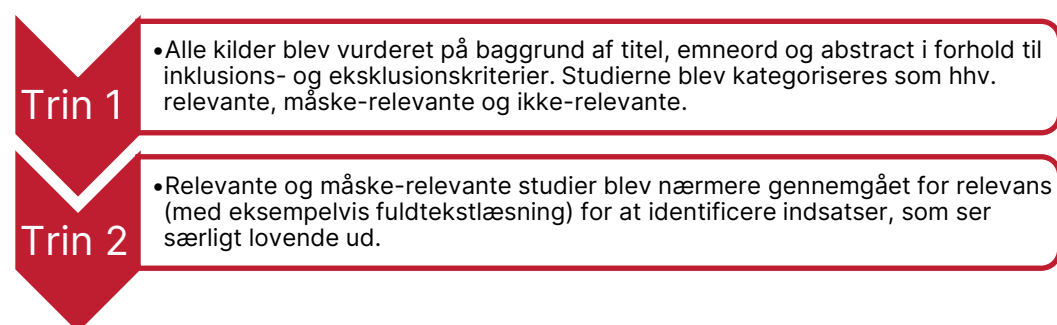 Trin 1
•Alle kilder blev vurderet på baggrund af titel, emneord og abstract i forhold til
inklusions- og eksklusionskriterier. Studierne blev kategoriseres som hhv.
relevante, måske-relevante og ikke-relevante.
Trin 2
•Relevante og måske-relevante studier blev nærmere gennemgået for relevans
(med eksempelvis fuldtekstlæsning) for at identificere indsatser, som ser
særligt lovende ud.